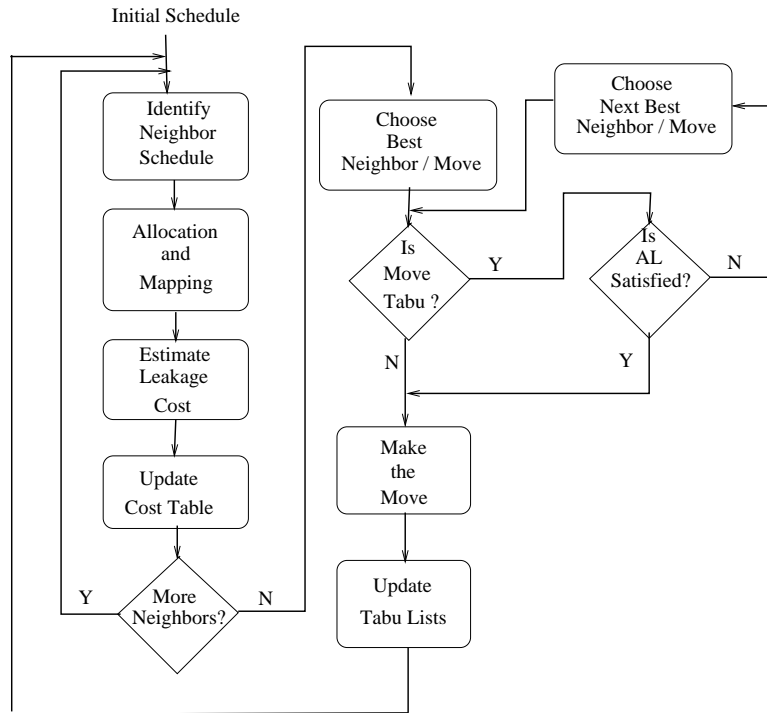 Initial Schedule
Identify
Neighbor
Schedule
Allocation
and
Mapping
Estimate
Leakage
Cost
Update
Cost Table
More
Neighbors?
Y
N
Choose
Best
Neighbor / Move
Choose
Next Best
Neighbor / Move
Is
Move
Tabu ?
Y
N
Is
AL
Satisfied?
N
Y
Make
the
Move
Update
Tabu Lists